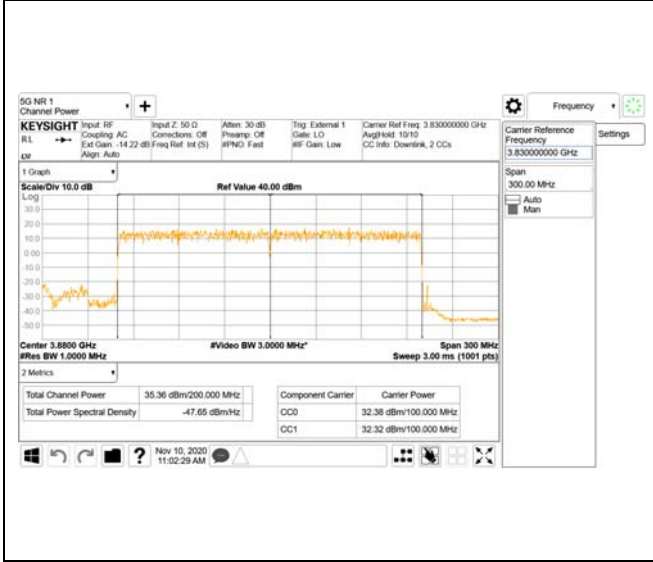 5G NR 1
Channel Power
Frequency
KEYSIGHT
RL
Input: RF
Coupling: AC
Ext Gain: -14.22 dB
Align: Auto
Input Z: 50 Ω
Corrections: Off
Freq Ref: Int (S)
Atten: 30 dB
Preamp: Off
#PNO: Fast
Trig: External 1
Gate: LO
#IF Gain: Low
Carrier Ref Freq: 3.830000000 GHz
Avg|Hold: 10/10
CC Info: Downlink, 2 CCs
Carrier Reference
Frequency
3.830000000 GHz
Settings
Span
300.00 MHz
Auto
Man
1 Graph
Scale/Div 10.0 dB
Ref Value 40.00 dBm
Log
30.0
20.0
10.0
0.00
-10.0
-20.0
-30.0
-40.0
-50.0
Center 3.8800 GHz
#Video BW 3.0000 MHz*
Span 300 MHz
#Res BW 1.0000 MHz
Sweep 3.00 ms (1001 pts)
2 Metrics
Total Channel Power 35.36 dBm/200.000 MHz
Total Power Spectral Density -47.65 dBm/Hz
Component Carrier Carrier Power
CC0 32.38 dBm/100.000 MHz
CC1 32.32 dBm/100.000 MHz
? Nov 10, 2020
11:02:29 AM